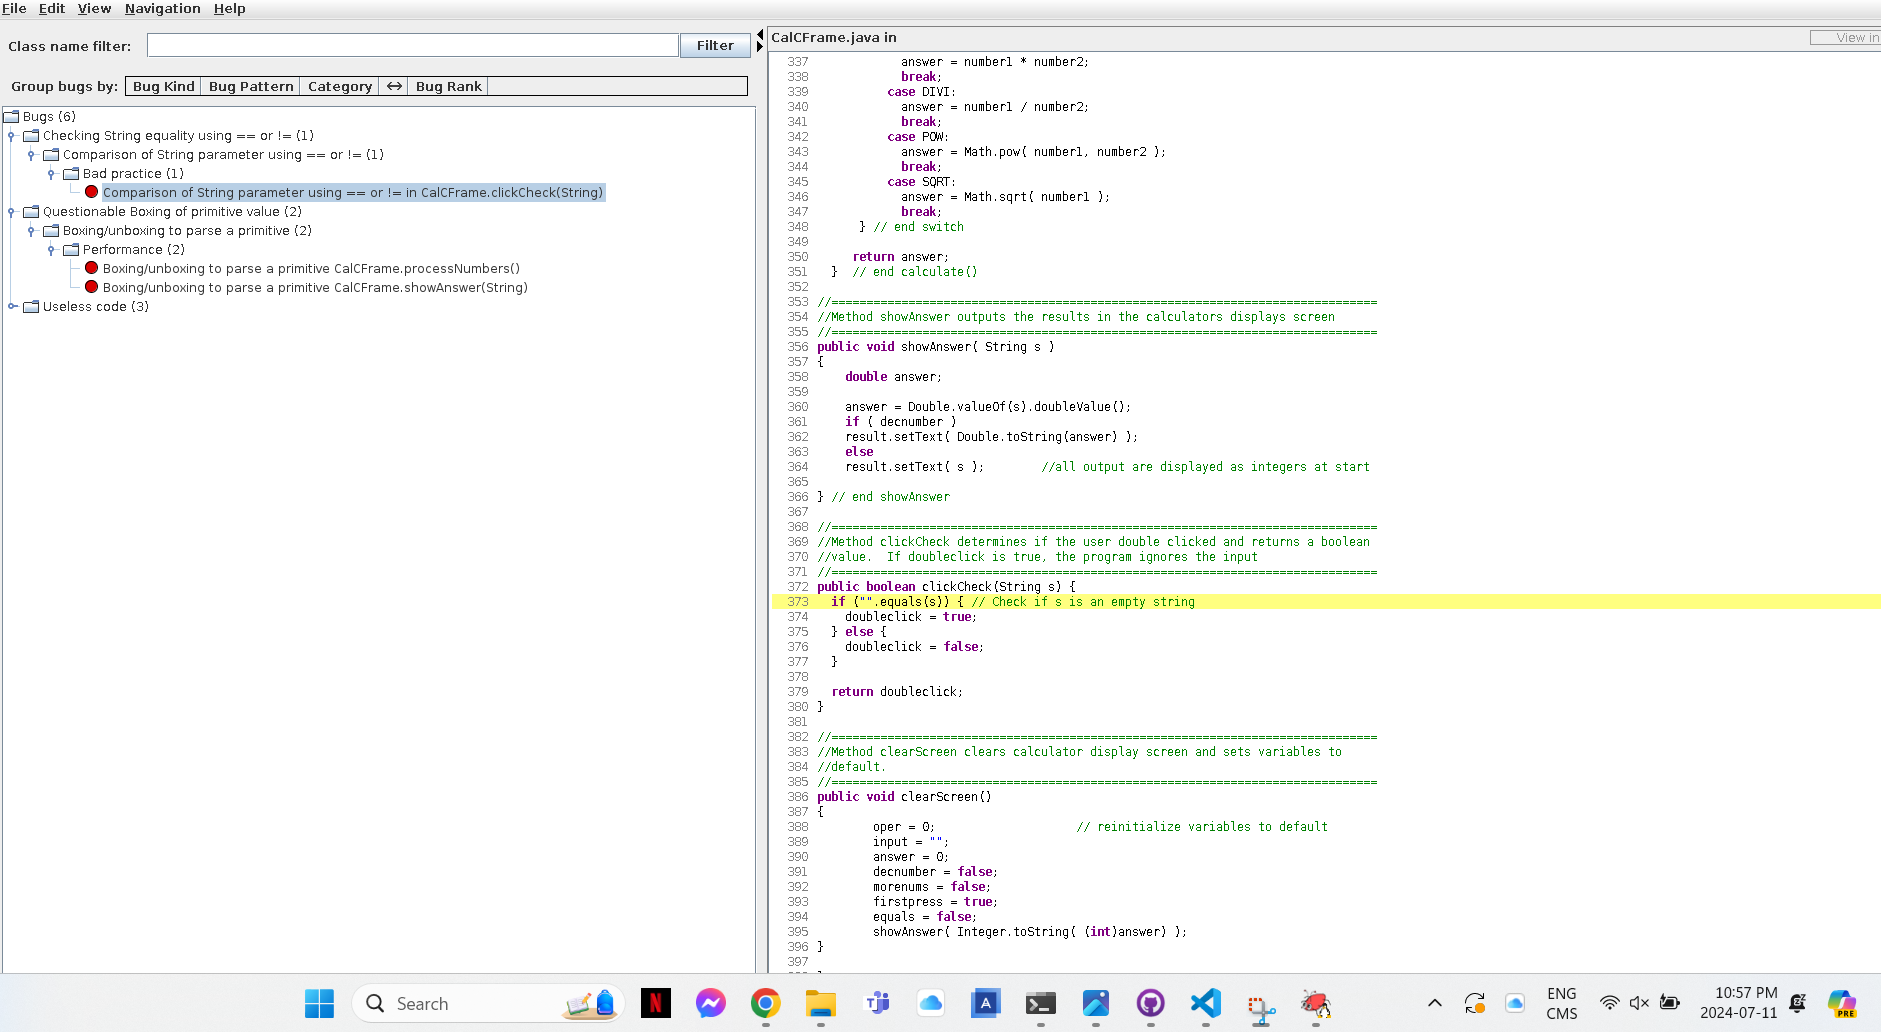 File Edit View Navigation Help
Class name filter: Filter
Group bugs by: Bug Kind Bug Pattern Category ↔ Bug Rank
Bugs (6)
Checking String equality using == or != (1)
Comparison of String parameter using == or != (1)
Bad practice (1)
Comparison of String parameter using == or != in CalCFrame.clickCheck(String)
Questionable Boxing of primitive value (2)
Boxing/unboxing to parse a primitive (2)
Performance (2)
Boxing/unboxing to parse a primitive CalCFrame.processNumbers()
Boxing/unboxing to parse a primitive CalCFrame.showAnswer(String)
Useless code (3)
CalCFrame.java in
View in
337 answer = number1 * number2;
338 break;
339 case DIVI:
340 answer = number1 / number2;
341 break;
342 case POW:
343 answer = Math.pow( number1, number2 );
344 break;
345 case SQRT:
346 answer = Math.sqrt( number1 );
347 break;
348 } // end switch
349
350 return answer;
351 } // end calculate()
352
353 //==============================================================================
354 //Method showAnswer outputs the results in the calculators displays screen
355 //==============================================================================
356 public void showAnswer( String s )
357 {
358 double answer;
359
360 answer = Double.valueOf(s).doubleValue();
361 if ( decnumber )
362 result.setText( Double.toString(answer) );
363 else
364 result.setText( s ); //all output are displayed as integers at start
365
366 } // end showAnswer
367
368 //==============================================================================
369 //Method clickCheck determines if the user double clicked and returns a boolean
370 //value. If doubleclick is true, the program ignores the input
371 //==============================================================================
372 public boolean clickCheck(String s) {
373 if ("".equals(s)) { // Check if s is an empty string
374 doubleclick = true;
375 } else {
376 doubleclick = false;
377 }
378
379 return doubleclick;
380 }
381
382 //==============================================================================
383 //Method clearScreen clears calculator display screen and sets variables to
384 //default.
385 //==============================================================================
386 public void clearScreen()
387 {
388 oper = 0; // reinitialize variables to default
389 input = "";
390 answer = 0;
391 decnumber = false;
392 morenums = false;
393 firstpress = true;
394 equals = false;
395 showAnswer( Integer.toString( (int)answer) );
396 }
397
Search
N
A
PRE
ENG
CMS
10:57 PM
2024-07-11